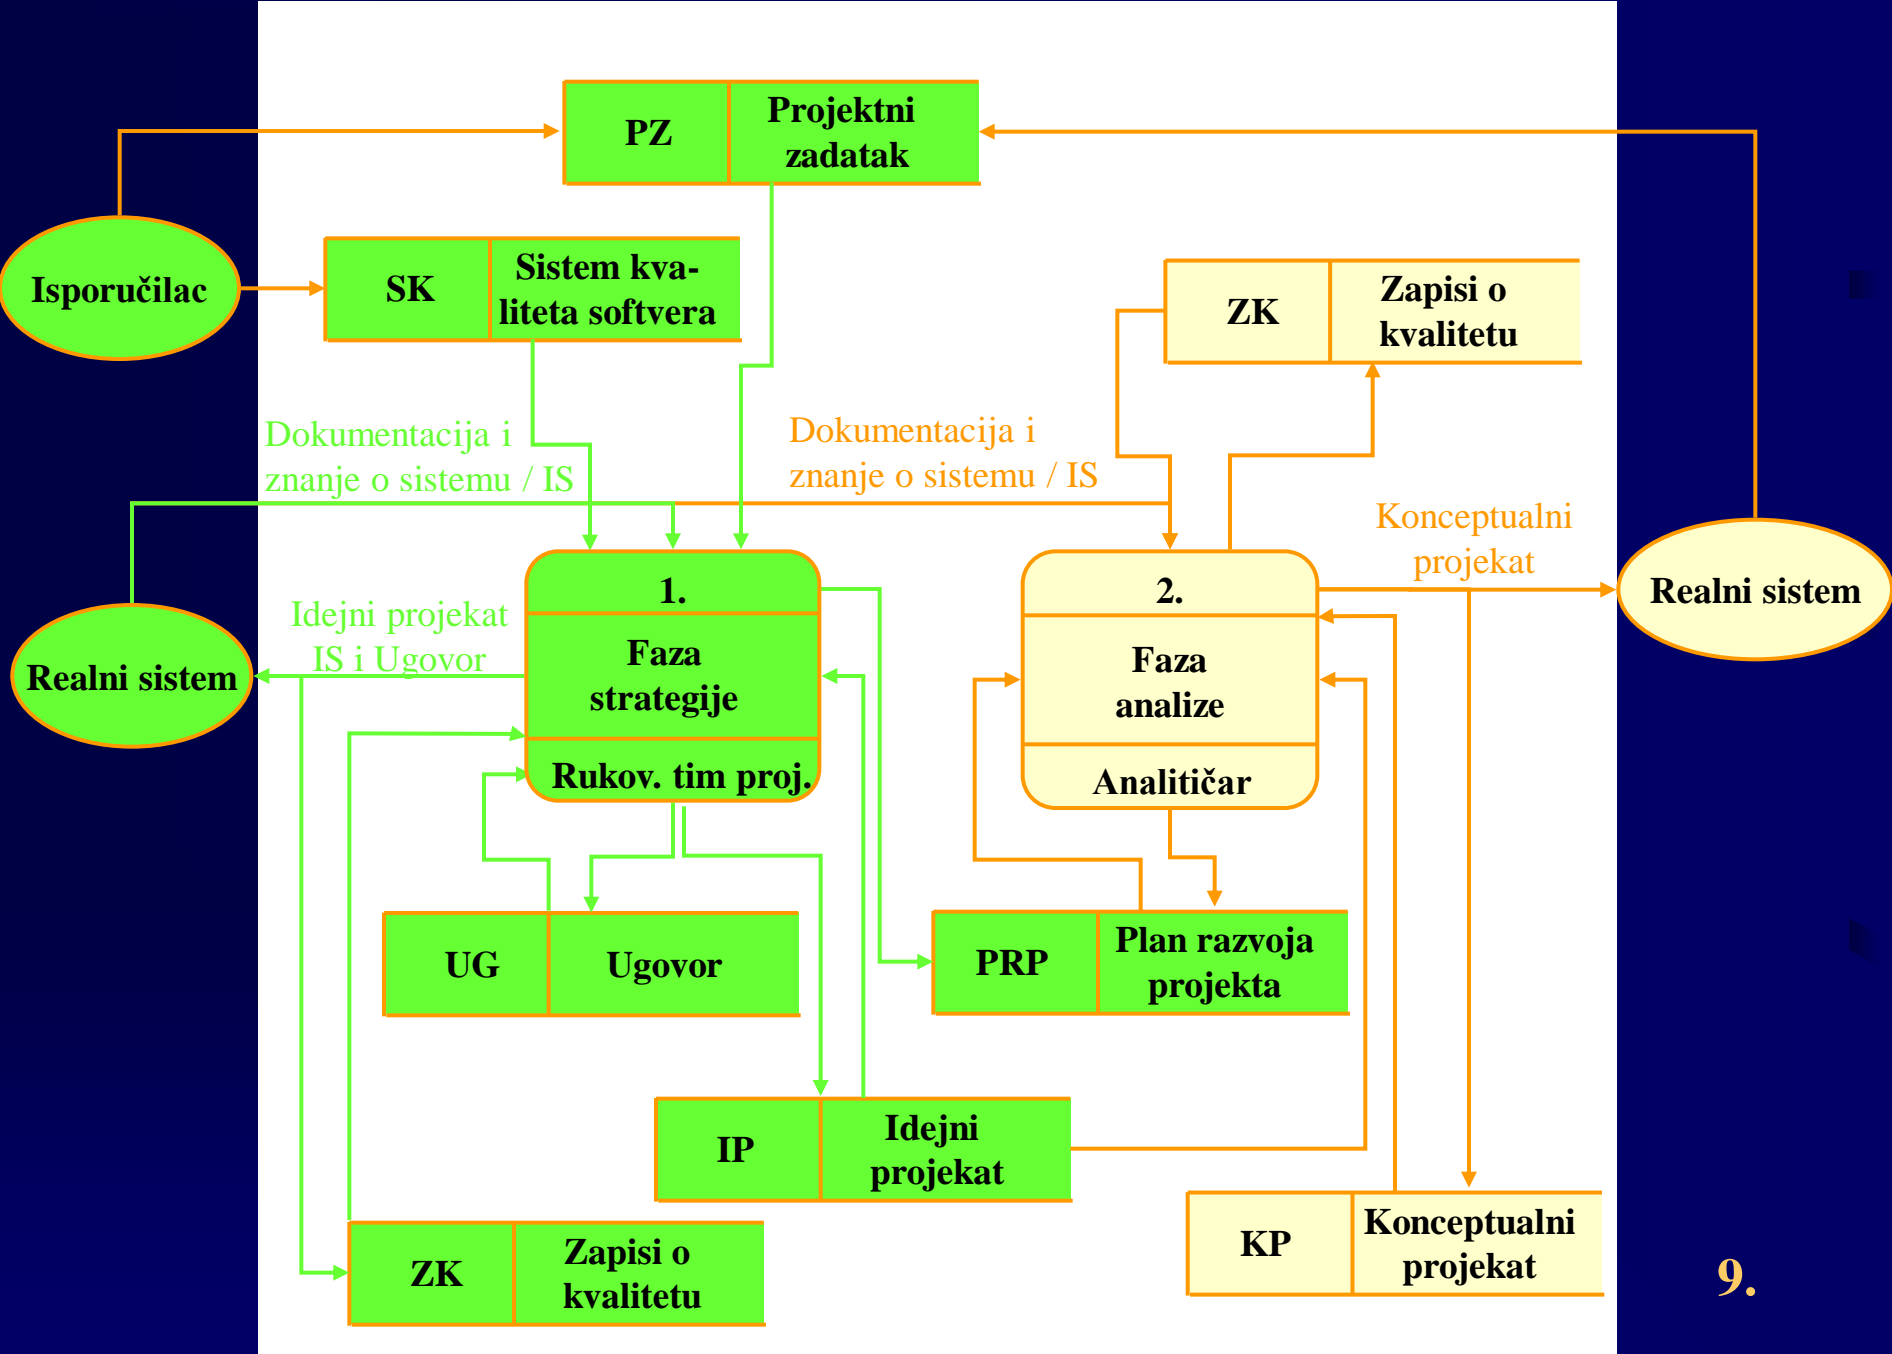 PZ
Projektni
zadatak
Isporučilac
SK
Sistem kva-
liteta softvera
ZK
Zapisi o
kvalitetu
Dokumentacija i
znanje o sistemu / IS
Dokumentacija i
znanje o sistemu / IS
Konceptualni
projekat
Realni sistem
Idejni projekat
IS i Ugovor
Realni sistem
1.
Faza
strategije
Rukov. tim proj.
2.
Faza
analize
Analitičar
UG
Ugovor
PRP
Plan razvoja
projekta
IP
Idejni
projekat
ZK
Zapisi o
kvalitetu
KP
Konceptualni
projekat
9.